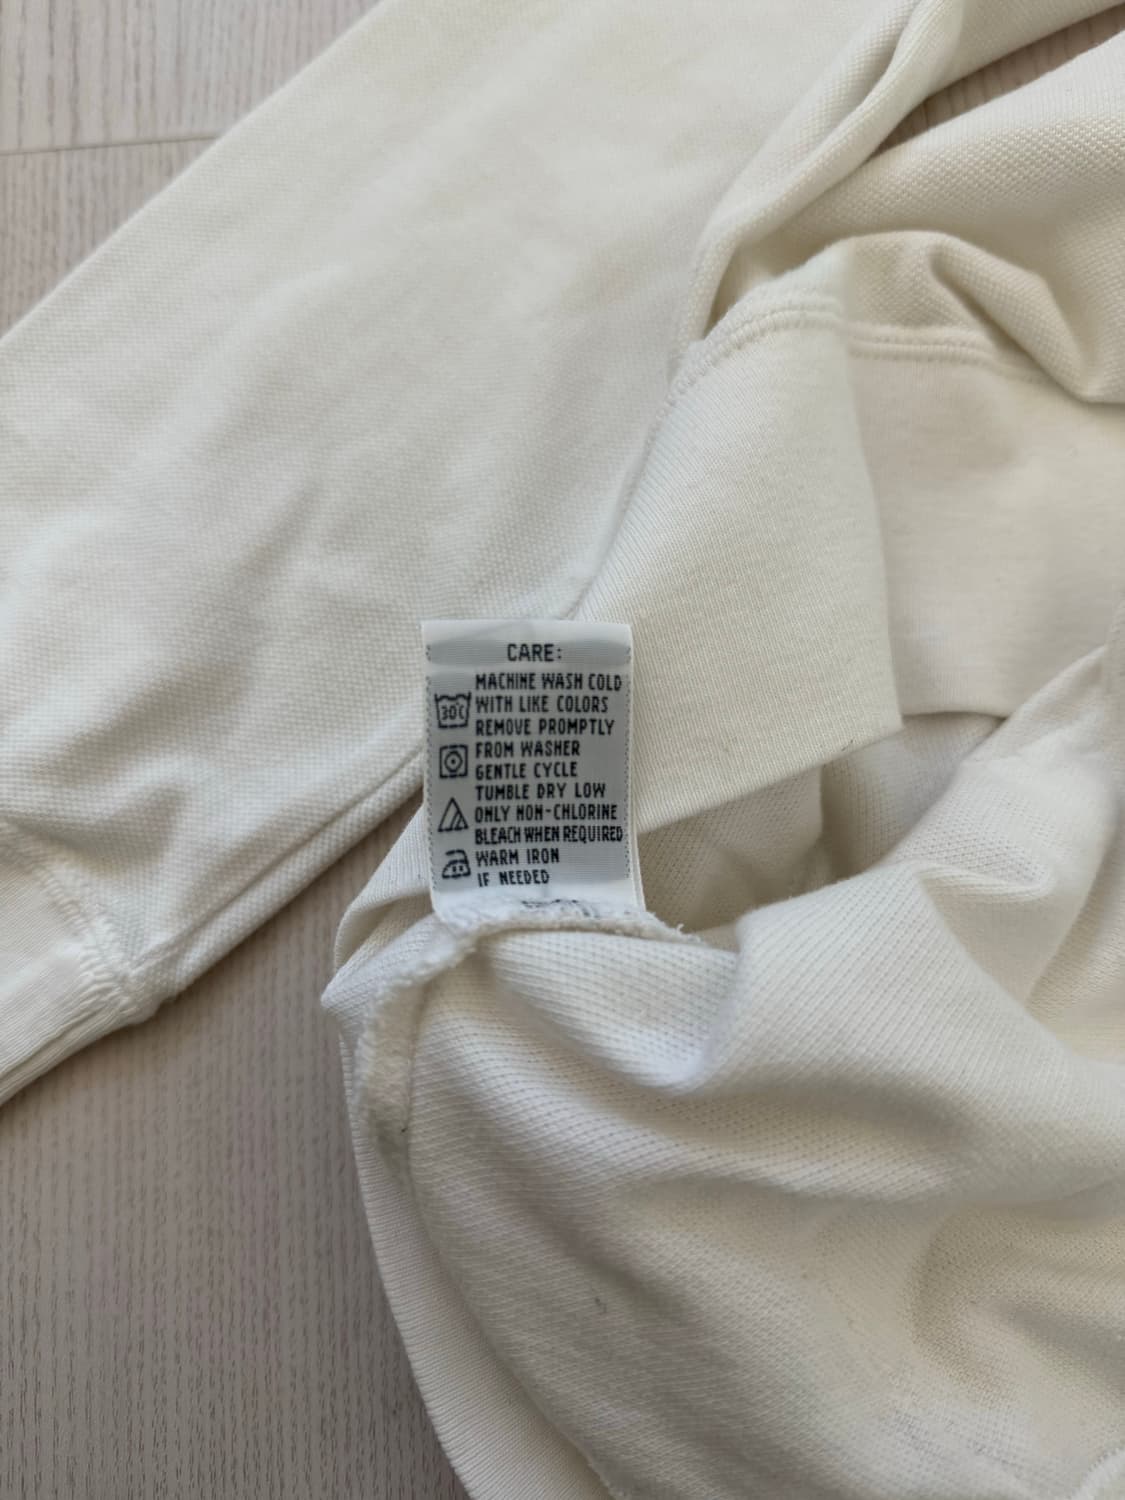 CARE:
MACHINE WASH COLD
WITH LIKE COLORS
30C
REMOVE PROMPTLY
FROM WASHER
GENTLE CYCLE
TUMBLE DRY LOW
ONLY NON-CHLORINE
BLEACH WHEN REQUIRED
WARM IRON
IF NEEDED